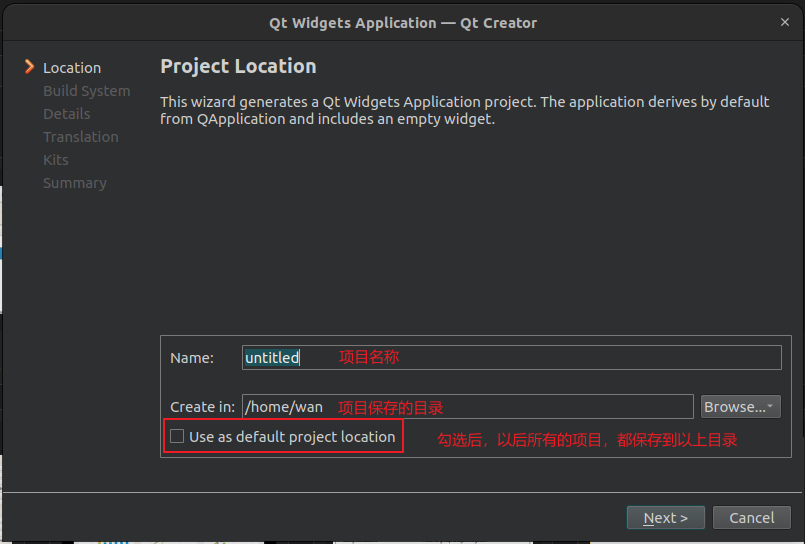 Qt Widgets Application — Qt Creator
Location
Build System
Details
Translation
Kits
Summary
Project Location
This wizard generates a Qt Widgets Application project. The application derives by default
from QApplication and includes an empty widget.
Name: untitled 项目名称
Create in: /home/wan 项目保存的目录 Browse...
Use as default project location 勾选后，以后所有的项目，都保存到以上目录
Next > Cancel